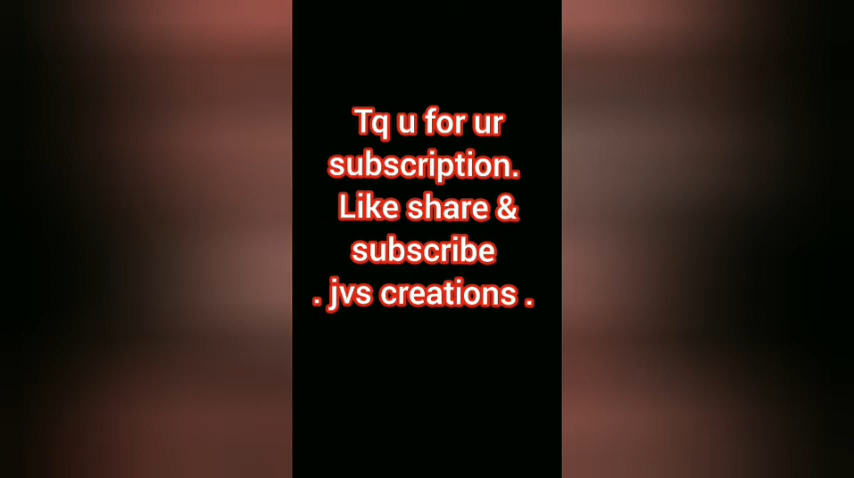 Tq u for ur
subscription.
Like share &
subscribe
. jvs creations .